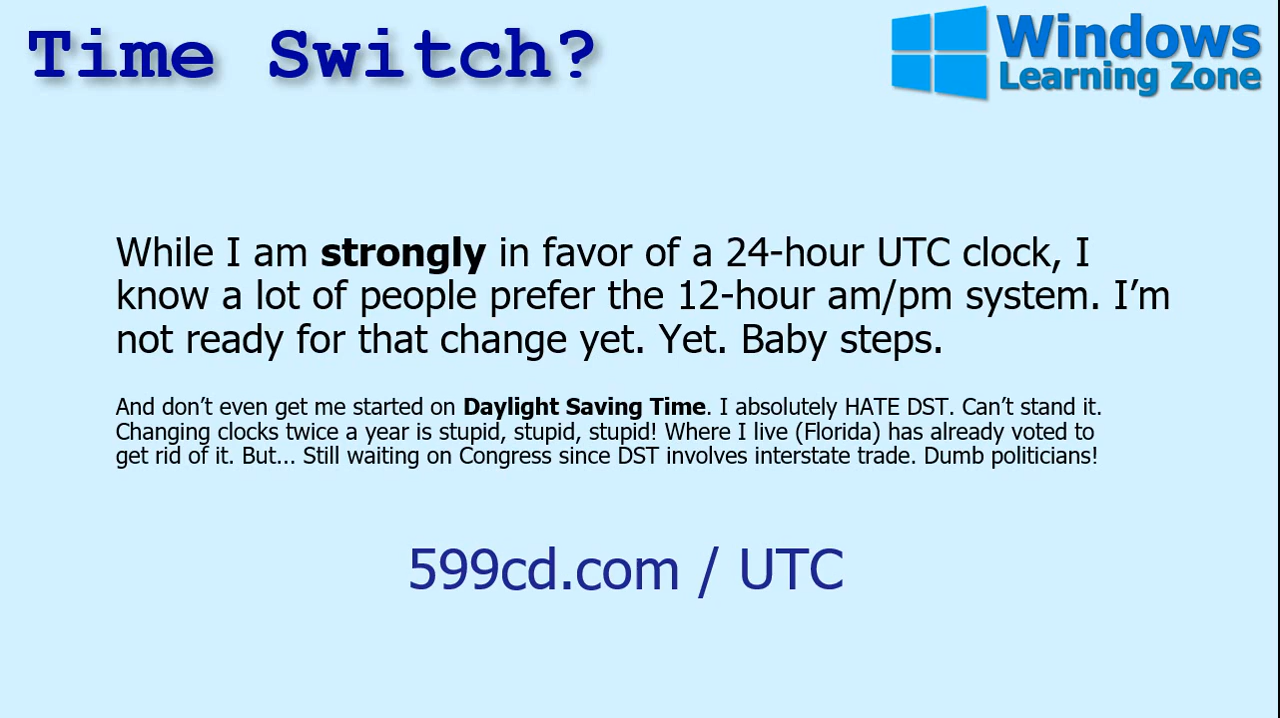 Time Switch?
Windows
Learning Zone
While I am strongly in favor of a 24-hour UTC clock, I
know a lot of people prefer the 12-hour am/pm system. I’m
not ready for that change yet. Yet. Baby steps.
And don’t even get me started on Daylight Saving Time. I absolutely HATE DST. Can’t stand it.
Changing clocks twice a year is stupid, stupid, stupid! Where I live (Florida) has already voted to
get rid of it. But... Still waiting on Congress since DST involves interstate trade. Dumb politicians!
599cd.com / UTC